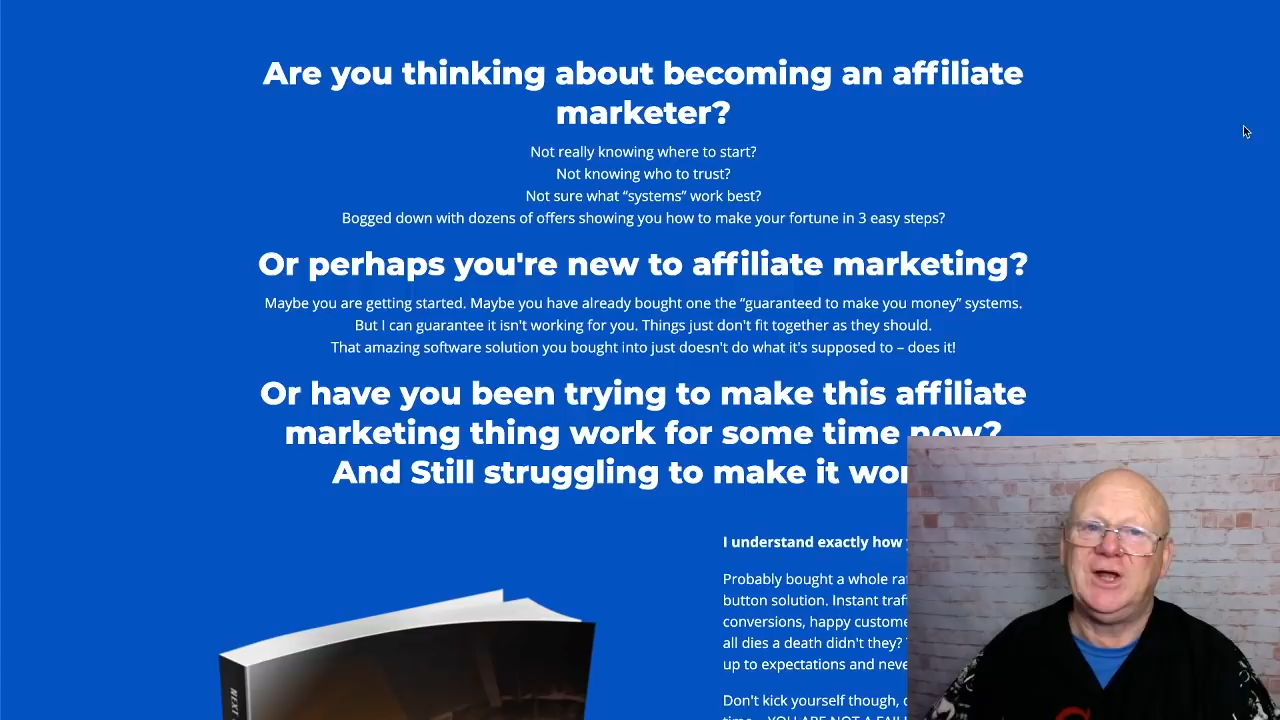 Are you thinking about becoming an affiliate
marketer?
Not really knowing where to start?
Not knowing who to trust?
Not sure what “systems” work best?
Bogged down with dozens of offers showing you how to make your fortune in 3 easy steps?
Or perhaps you're new to affiliate marketing?
Maybe you are getting started. Maybe you have already bought one the “guaranteed to make you money” systems.
But I can guarantee it isn't working for you. Things just don't fit together as they should.
That amazing software solution you bought into just doesn't do what it's supposed to – does it!
Or have you been trying to make this affiliate
marketing thing work for some time now?
And Still struggling to make it
I understand exactly how
Probably bought a whole
button solution. Instant
conversions, happy
all dies a death didn't they?
up to expectations and
Don't kick yourself though,
NEXT